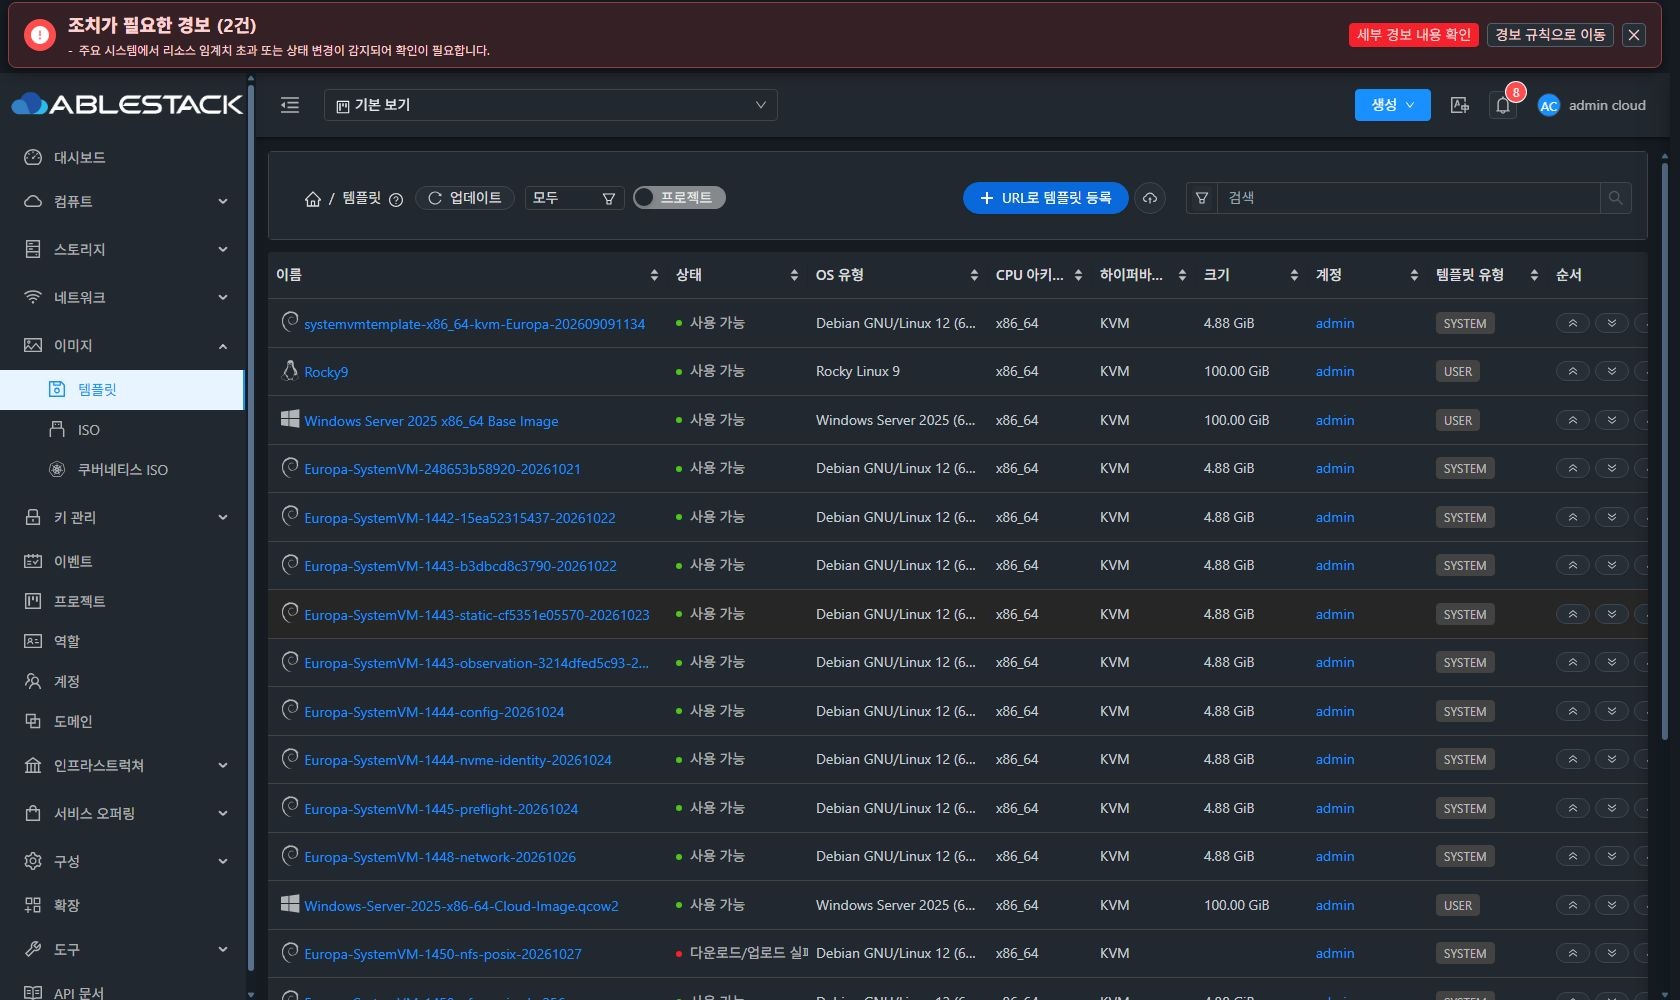 조치가 필요한 경보 (2건)
- 주요 시스템에서 리소스 임계치 초과 또는 상태 변경이 감지되어 확인이 필요합니다.
세부 경보 내용 확인
경보 규칙으로 이동
ABLESTACK
기본 보기
생성
8
AC
admin cloud
대시보드
컴퓨트
스토리지
네트워크
이미지
템플릿
ISO
쿠버네티스 ISO
키 관리
이벤트
프로젝트
역할
계정
도메인
인프라스트럭쳐
서비스 오퍼링
구성
확장
도구
API 문서
/ 템플릿
업데이트
모두
프로젝트
URL로 템플릿 등록
검색
이름 상태 OS 유형 CPU 아키... 하이퍼바... 크기 계정 템플릿 유형 순서
systemvmtemplate-x86_64-kvm-Europa-202609091134 사용 가능 Debian GNU/Linux 12 (6... x86_64 KVM 4.88 GiB admin SYSTEM
Rocky9 사용 가능 Rocky Linux 9 x86_64 KVM 100.00 GiB admin USER
Windows Server 2025 x86_64 Base Image 사용 가능 Windows Server 2025 (6... x86_64 KVM 100.00 GiB admin USER
Europa-SystemVM-248653b58920-20261021 사용 가능 Debian GNU/Linux 12 (6... x86_64 KVM 4.88 GiB admin SYSTEM
Europa-SystemVM-1442-15ea52315437-20261022 사용 가능 Debian GNU/Linux 12 (6... x86_64 KVM 4.88 GiB admin SYSTEM
Europa-SystemVM-1443-b3dbcd8c3790-20261022 사용 가능 Debian GNU/Linux 12 (6... x86_64 KVM 4.88 GiB admin SYSTEM
Europa-SystemVM-1443-static-cf5351e05570-20261023 사용 가능 Debian GNU/Linux 12 (6... x86_64 KVM 4.88 GiB admin SYSTEM
Europa-SystemVM-1443-observation-3214dfed5c93-2... 사용 가능 Debian GNU/Linux 12 (6... x86_64 KVM 4.88 GiB admin SYSTEM
Europa-SystemVM-1444-config-20261024 사용 가능 Debian GNU/Linux 12 (6... x86_64 KVM 4.88 GiB admin SYSTEM
Europa-SystemVM-1444-nvme-identity-20261024 사용 가능 Debian GNU/Linux 12 (6... x86_64 KVM 4.88 GiB admin SYSTEM
Europa-SystemVM-1445-preflight-20261024 사용 가능 Debian GNU/Linux 12 (6... x86_64 KVM 4.88 GiB admin SYSTEM
Europa-SystemVM-1448-network-20261026 사용 가능 Debian GNU/Linux 12 (6... x86_64 KVM 4.88 GiB admin SYSTEM
Windows-Server-2025-x86-64-Cloud-Image.qcow2 사용 가능 Windows Server 2025 (6... x86_64 KVM 100.00 GiB admin USER
Europa-SystemVM-1450-nfs-posix-20261027 다운로드/업로드 실 Debian GNU/Linux 12 (6... x86_64 KVM admin SYSTEM